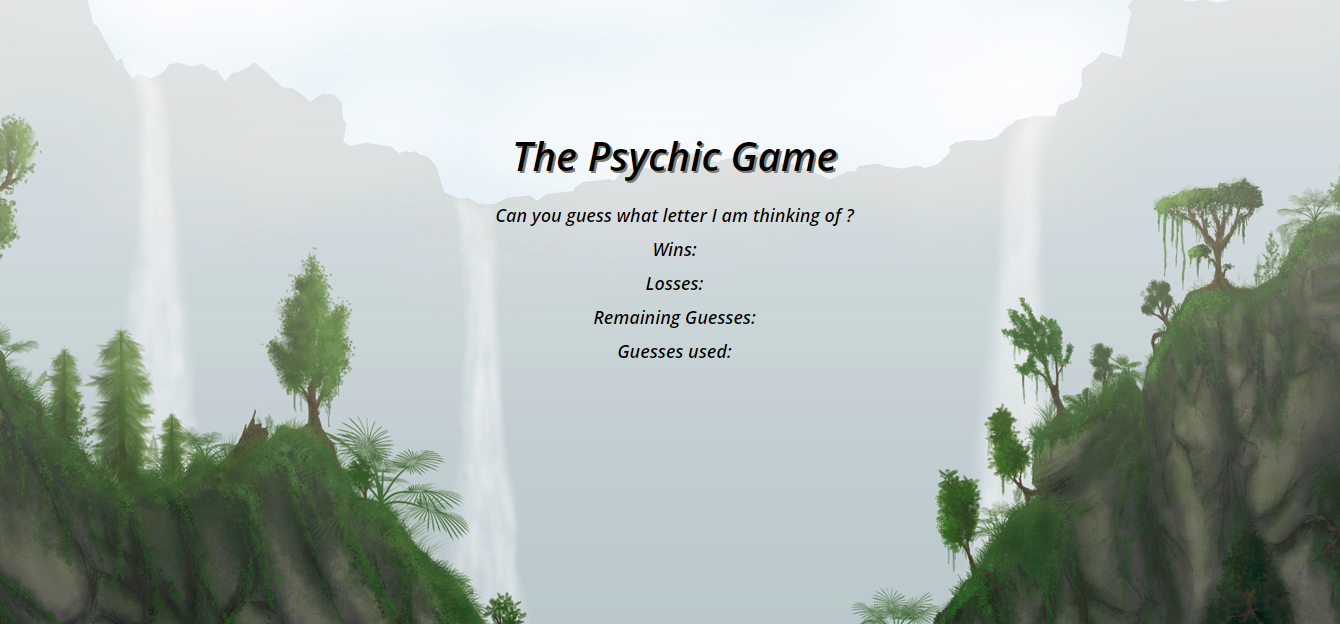 The Psychic Game
Can you guess what letter I am thinking of ?
Wins:
Losses:
Remaining Guesses:
Guesses used: